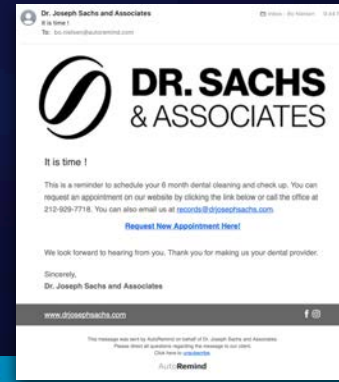 Dr. Joseph Sachs and Associates
It is time !
To: bo.nielsen@autoremind.com
DR. SACHS
& ASSOCIATES
It is time !
This is a reminder to schedule your 6 month dental cleaning and check up. You can
request an appointment on our website by clicking the link below or call the office at
212-929-7718. You can also email us at records@drjosephsachs.com.
Request New Appointment Here!
We look forward to hearing from you. Thank you for making us your dental provider.
Sincerely,
Dr. Joseph Sachs and Associates
www.drjosephsachs.com
This message was sent by AutoRemind on behalf of Dr. Joseph Sachs and Associates.
Please direct all questions regarding the message to our client.
Click here to unsubscribe.
AutoRemind